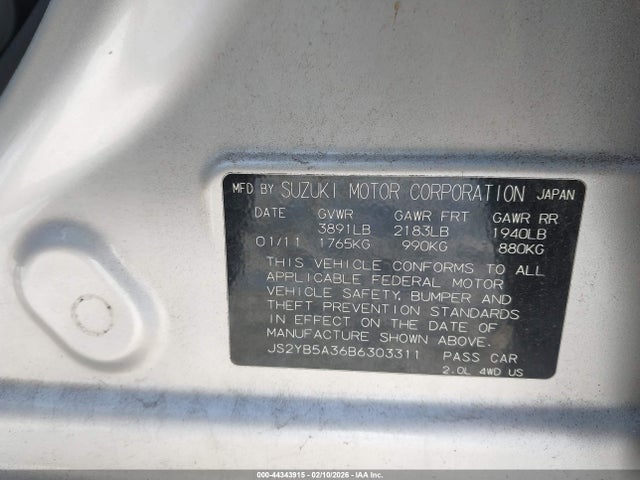 MFD BY SUZUKI MOTOR CORPORATION JAPAN
DATE GVWR GAWR FRT GAWR RR
3891LB 2183LB 1940LB
01/11 1765KG 990KG 880KG
THIS VEHICLE CONFORMS TO ALL
APPLICABLE FEDERAL MOTOR
VEHICLE SAFETY, BUMPER AND
THEFT PREVENTION STANDARDS
IN EFFECT ON THE DATE OF
MANUFACTURE SHOWN ABOVE.
JS2YB5A36B6303311 PASS CAR
2.0L 4WD US
000-44343915 - 02/10/2026 - IAA Inc.